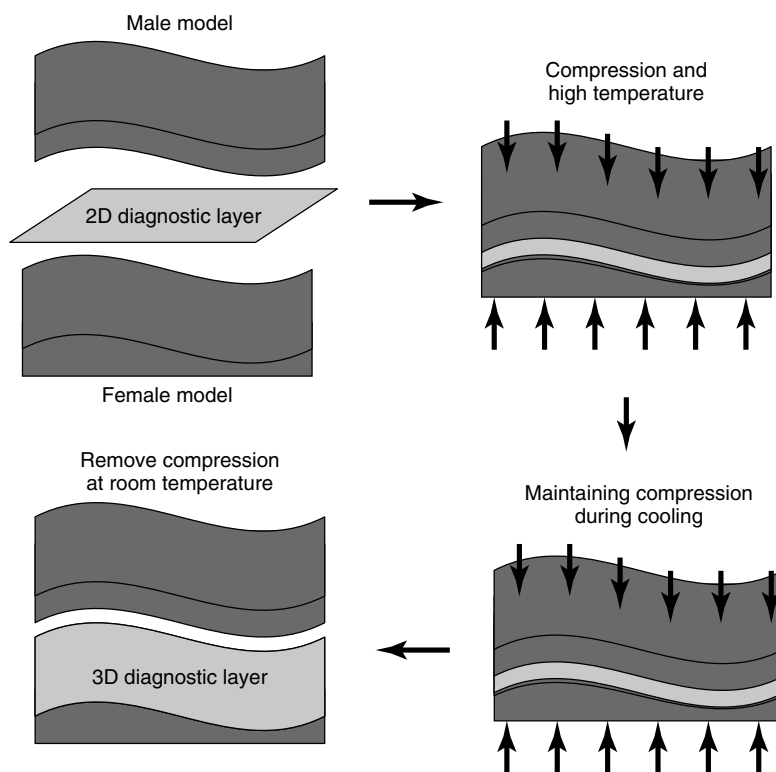 Male model
2D diagnostic layer
Female model
Compression and
high temperature
Maintaining compression
during cooling
Remove compression
at room temperature
3D diagnostic layer